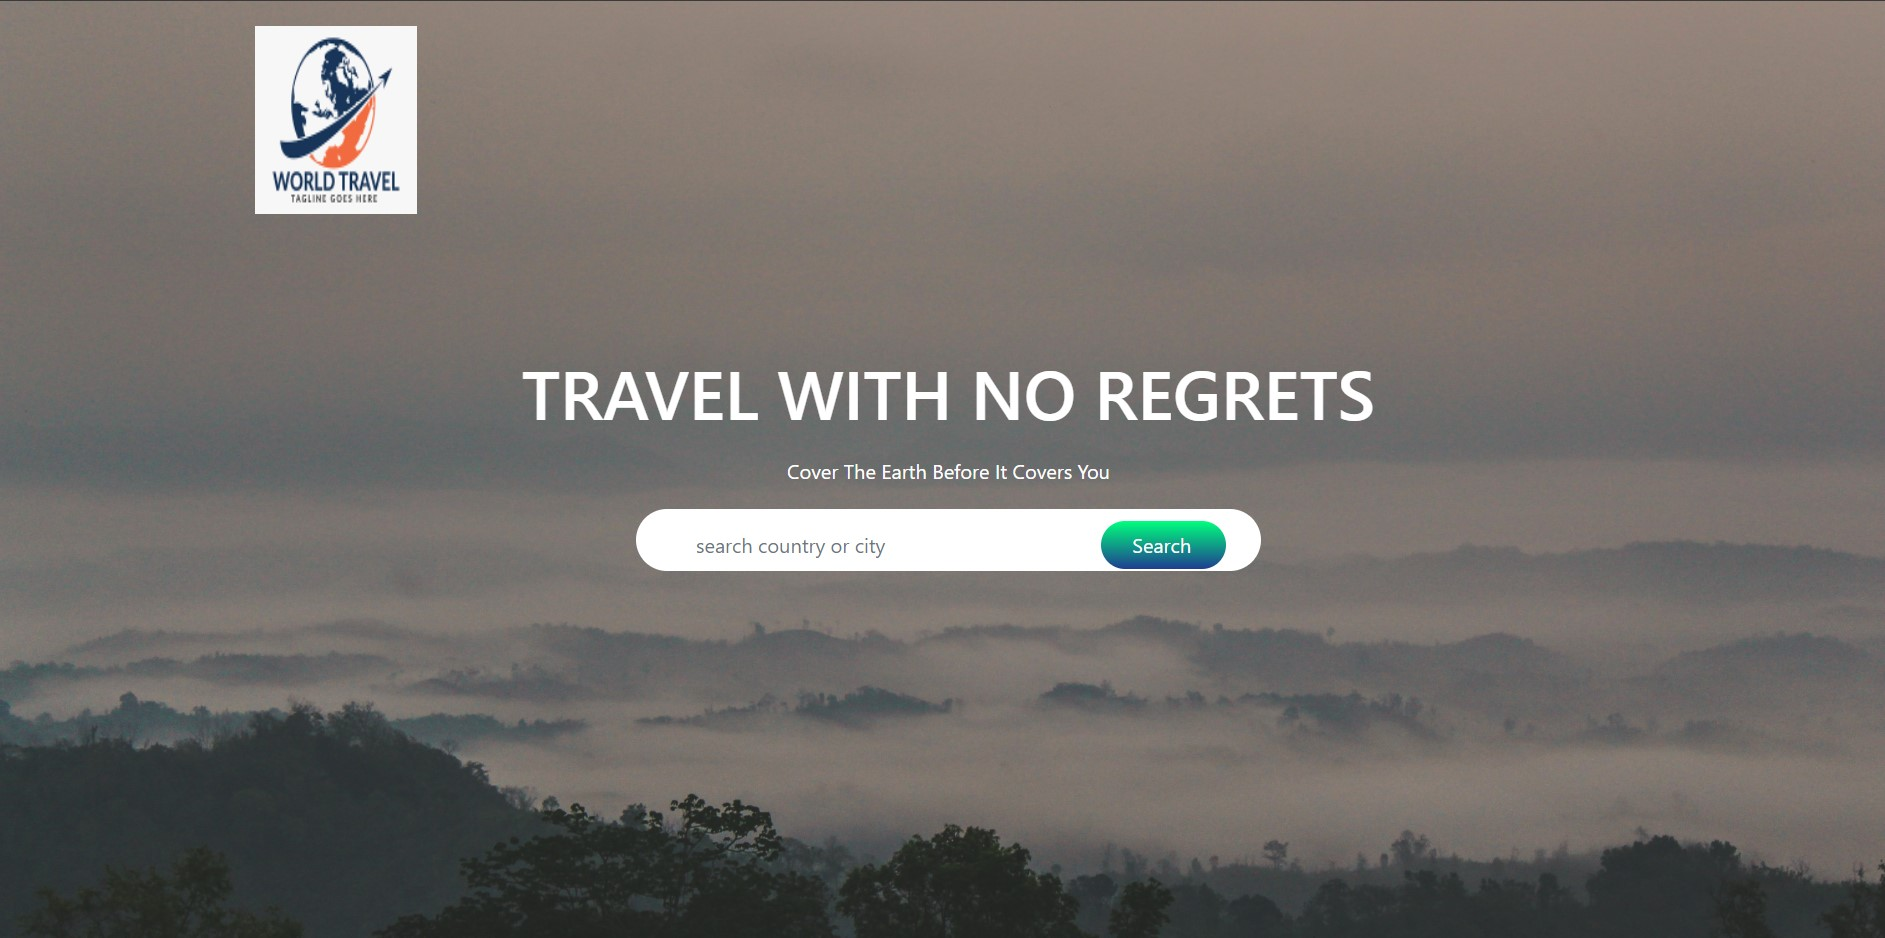 WORLD TRAVEL
TAGLINE GOES HERE
TRAVEL WITH NO REGRETS
Cover The Earth Before It Covers You
search country or city
Search